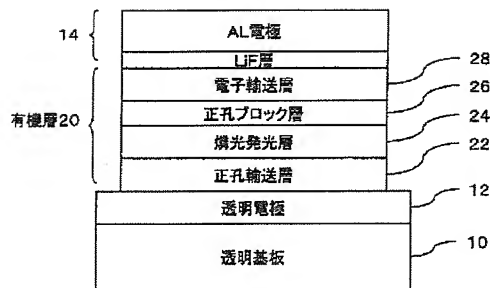 14
AL電極
LiF層
有機層20
電子輸送層
28
正孔ブロック層
26
燐光発光層
24
正孔輸送層
22
透明電極
12
透明基板
10